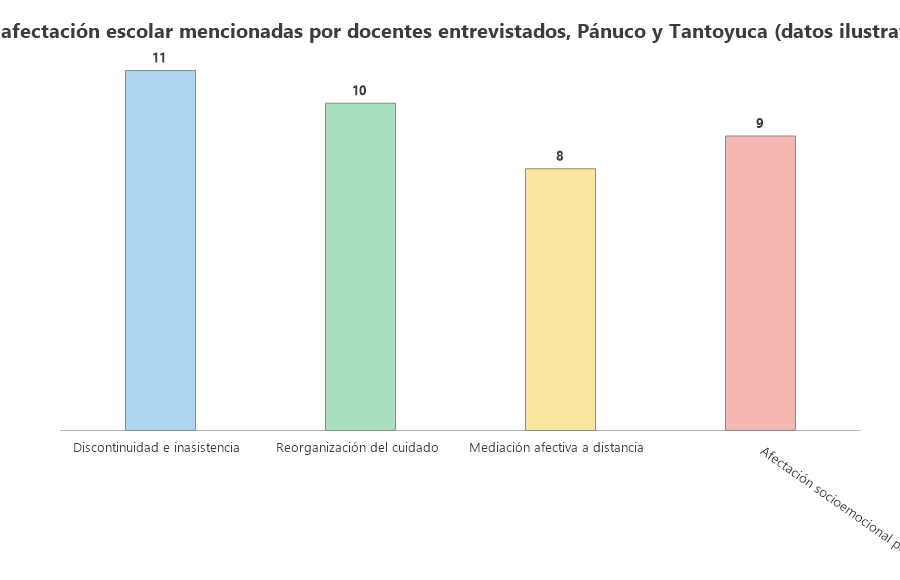 afectación escolar mencionadas por docentes entrevistados, Pánuco y Tantoyuca (datos ilustra
11
10
8
9
Discontinuidad e inasistencia
Reorganización del cuidado
Mediación afectiva a distancia
Afectación socioemocional p